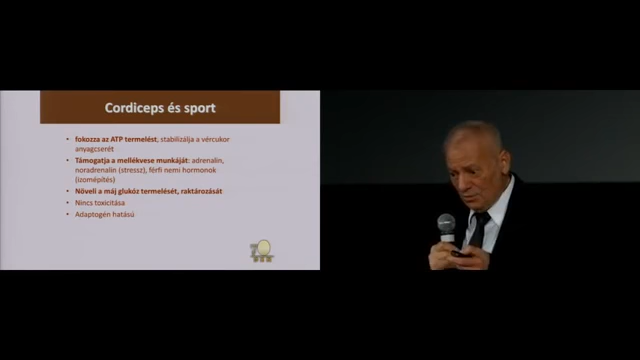 Cordiceps és sport
• fokozza az ATP termelést, stabilizálja a vércukor
anyagcserét
• Támogatja a mellékvese munkáját: adrenalin,
noradrenalin (stressz), férfi nemi hormonok
(izomépítés)
• Növeli a máj glukóz termelését, raktározását
• Nincs toxicitása
• Adaptogén hatású